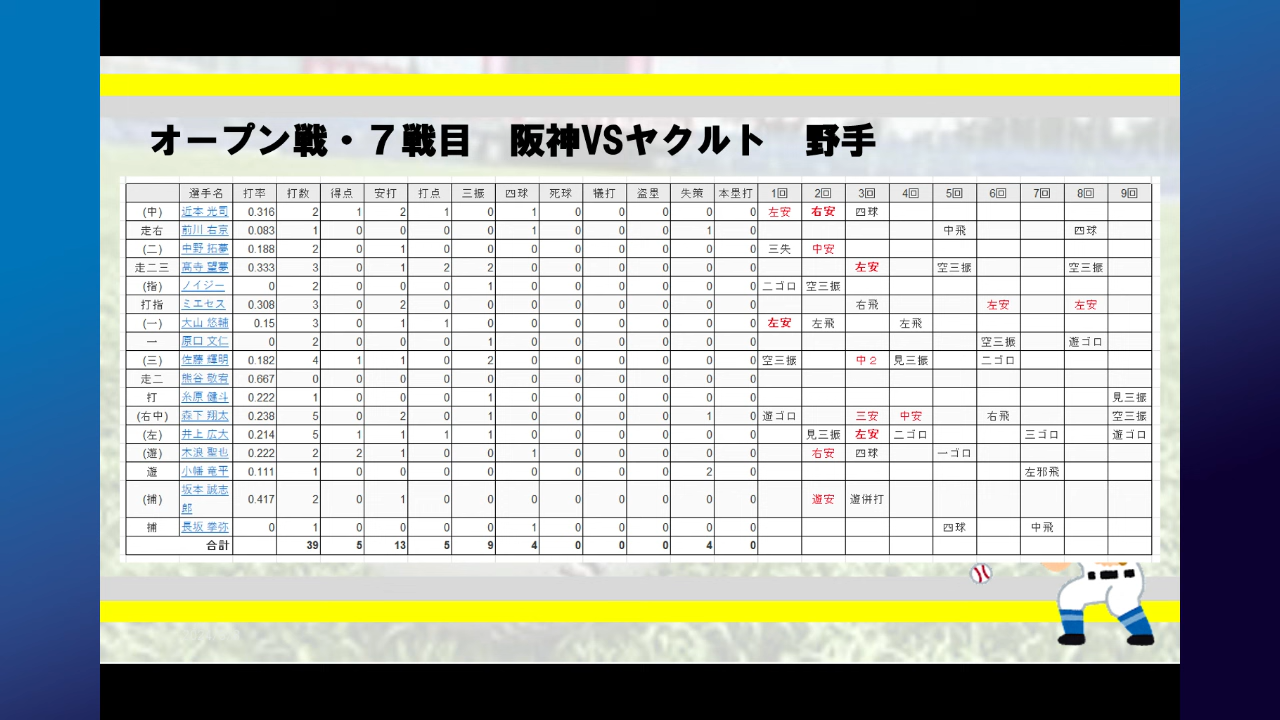 オープン戦・７戦目　阪神VSヤクルト　野手
選手名 打率 打数 得点 安打 打点 三振 四球 死球 犠打 盗塁 失策 本塁打 1回 2回 3回 4回 5回 6回 7回 8回 9回
(中) 近本 光司 0.316 2 1 2 1 0 1 0 0 0 0 0 左安 右安 四球
走右 前川 右京 0.083 1 0 0 0 0 1 0 0 0 1 0 中飛 四球
(二) 中野 拓夢 0.188 2 0 1 0 0 0 0 0 0 0 0 三失 中安
走二三 高寺 望夢 0.333 3 0 1 2 2 0 0 0 0 0 0 左安 空三振 空三振
(指) ノイジー 0 2 0 0 0 1 0 0 0 0 0 0 二ゴロ 空三振
打指 ミエセス 0.308 3 0 2 0 0 0 0 0 0 0 0 右飛 左安 左安
(一) 大山 悠輔 0.15 3 0 1 1 0 0 0 0 0 0 0 左安 左飛 左飛
一 原口 文仁 0 2 0 0 0 1 0 0 0 0 0 0 空三振 遊ゴロ
(三) 佐藤 輝明 0.182 4 1 1 0 2 0 0 0 0 0 0 空三振 中２ 見三振 二ゴロ
走二 熊谷 敬宥 0.667 0 0 0 0 0 0 0 0 0 0 0
打 糸原 健斗 0.222 1 0 0 0 1 0 0 0 0 0 0 見三振
(右中) 森下 翔太 0.238 5 0 2 0 1 0 0 0 0 1 0 遊ゴロ 三安 中安 右飛 空三振
(左) 井上 広大 0.214 5 1 1 1 1 0 0 0 0 0 0 見三振 左安 二ゴロ 三ゴロ 遊ゴロ
(遊) 木浪 聖也 0.222 2 2 1 0 0 1 0 0 0 0 0 右安 四球 一ゴロ
遊 小幡 竜平 0.111 1 0 0 0 0 0 0 0 0 2 0 左邪飛
(捕) 坂本 誠志郎 0.417 2 0 1 0 0 0 0 0 0 0 0 遊安 遊併打
捕 長坂 拳弥 0 1 0 0 0 0 1 0 0 0 0 0 四球 中飛
合計 39 5 13 5 9 4 0 0 0 4 0